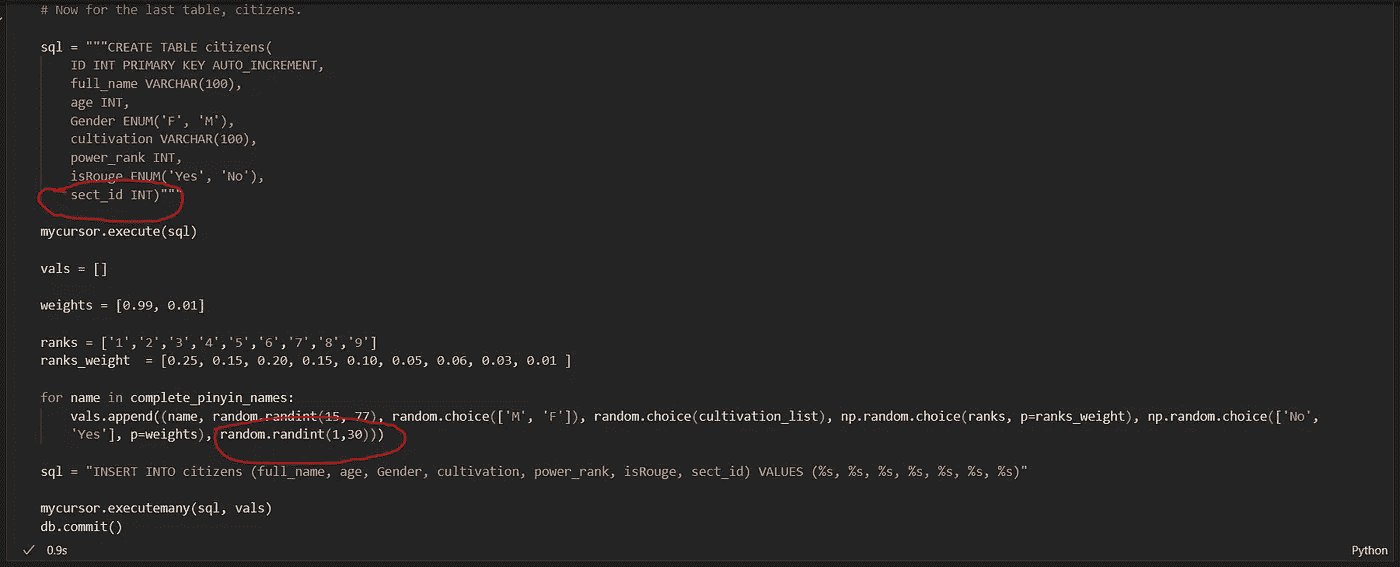 # Now for the last table, citizens.
sql = """CREATE TABLE citizens(
ID INT PRIMARY KEY AUTO_INCREMENT,
full_name VARCHAR(100),
age INT,
Gender ENUM('F', 'M'),
cultivation VARCHAR(100),
power_rank INT,
isRouge ENUM('Yes', 'No'),
sect_id INT)"""
mycursor.execute(sql)
vals = []
weights = [0.99, 0.01]
ranks = ['1','2','3','4','5','6','7','8','9']
ranks_weight  = [0.25, 0.15, 0.20, 0.15, 0.10, 0.05, 0.06, 0.03, 0.01 ]
for name in complete_pinyin_names:
vals.append((name, random.randint(15, 77), random.choice(['M', 'F']), random.choice(cultivation_list), np.random.choice(ranks, p=ranks_weight), np.random.choice(['No',
'Yes'], p=weights), random.randint(1,30)))
sql = "INSERT INTO citizens (full_name, age, Gender, cultivation, power_rank, isRouge, sect_id) VALUES (%s, %s, %s, %s, %s, %s, %s)"
mycursor.executemany(sql, vals)
db.commit()
0.9s
Python